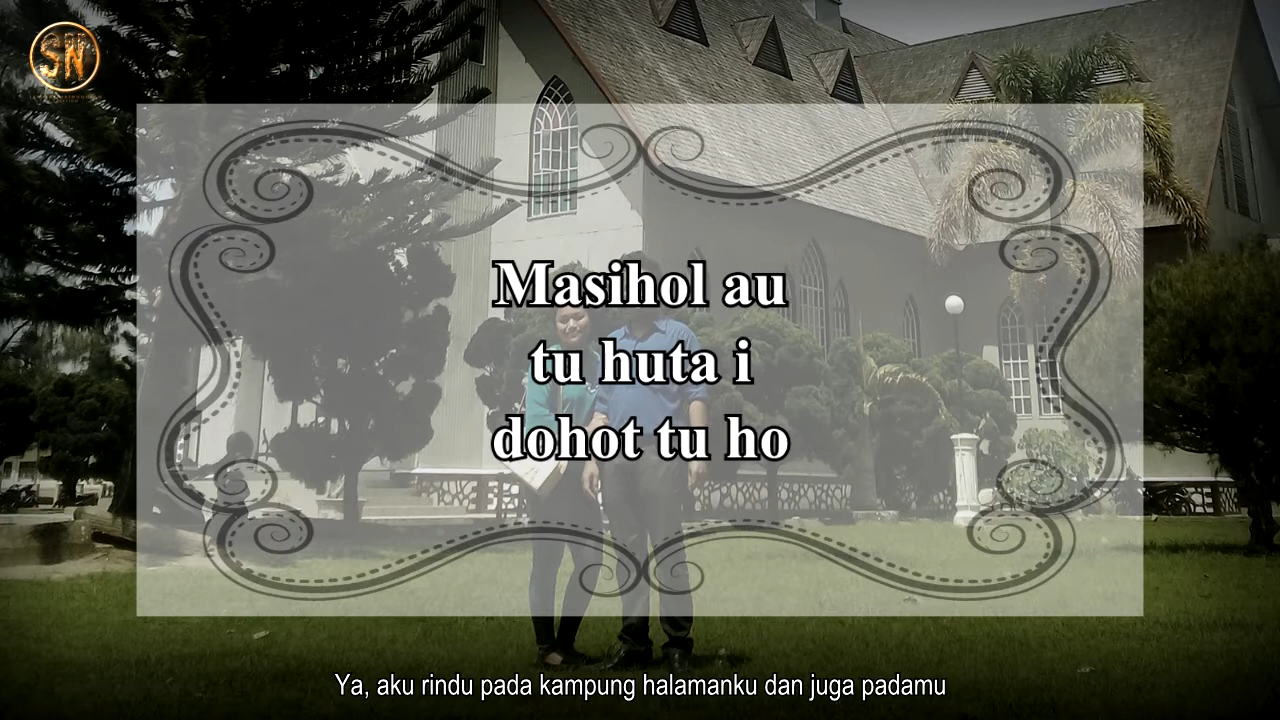 SN
Masihol au
tu huta i
dohot tu ho
Ya, aku rindu pada kampung halamanku dan juga padamu